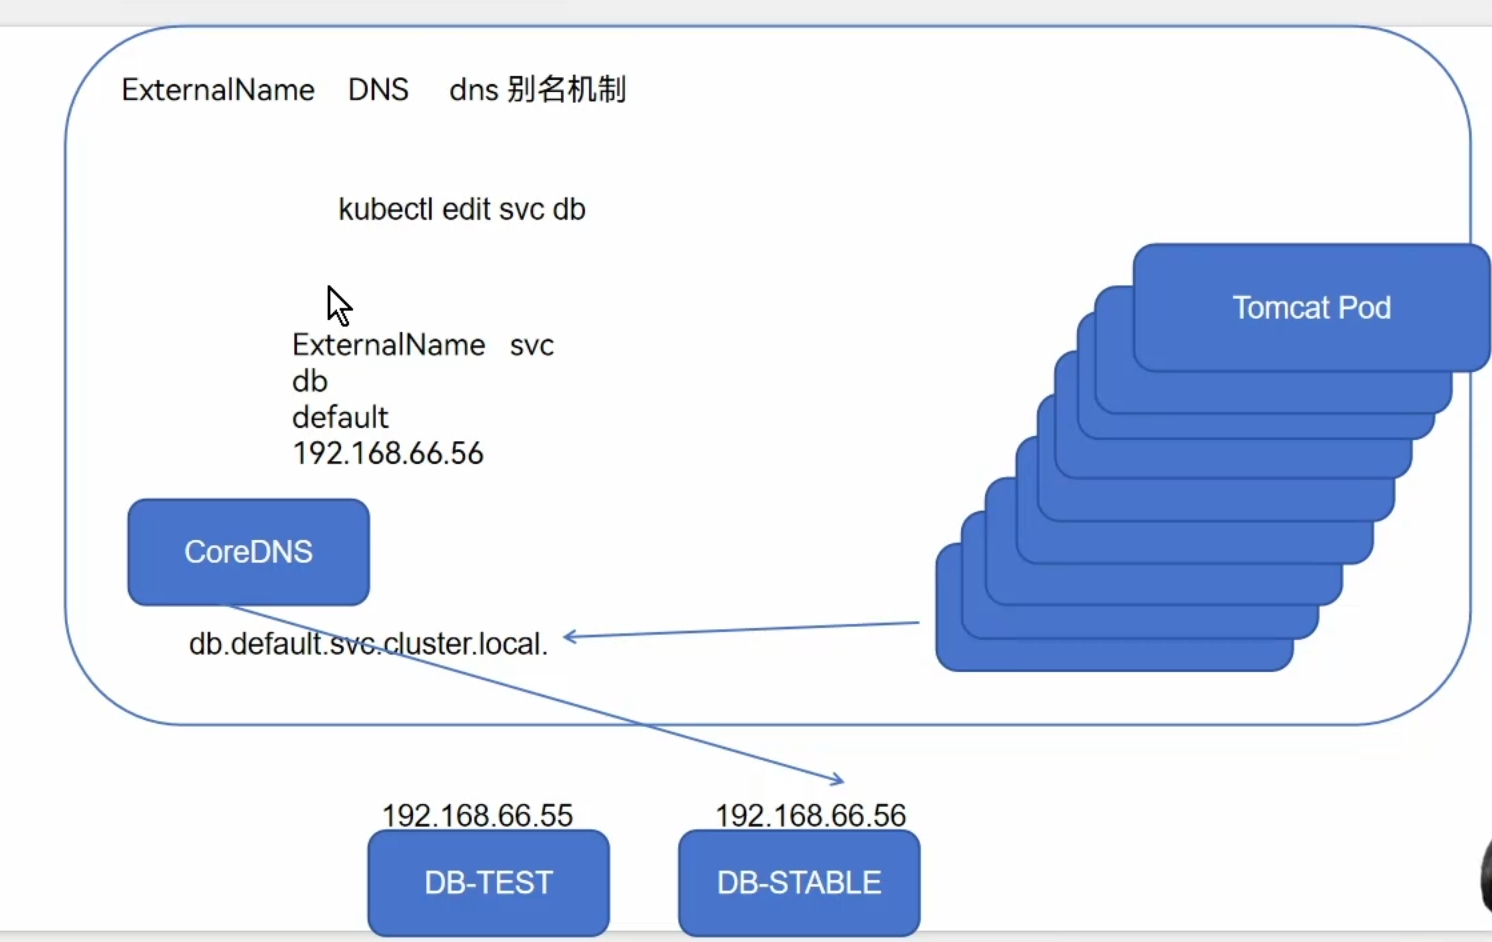 ExternalName DNS dns 别名机制
kubectl edit svc db
Tomcat Pod
ExternalName svc
db
default
192.168.66.56
CoreDNS
db.default.svc.cluster.local.
192.168.66.55
192.168.66.56
DB-TEST
DB-STABLE